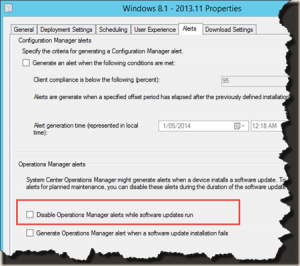 Windows 8.1 - 2013.11 Properties
General Deployment Settings Scheduling User Experience Alerts Download Settings
Configuration Manager alerts
Specify the criteria for generating a Configuration Manager alert.
Generate an alert when the following conditions are met:
Client compliance is below the following (percent): 95
Alerts are generate when a specified offset period has elapsed after the previously defined installation
Alert generation time (represented in local
time): 1/05/2014 12:18 AM
Operations Manager alerts
System Center Operations Manager might generate alerts when a device installs a software update. To
alerts for planned maintenance, you can disable these alerts during the duration of the software update
Disable Operations Manager alerts while software updates run
Generate Operations Manager alert when a software update installation fails